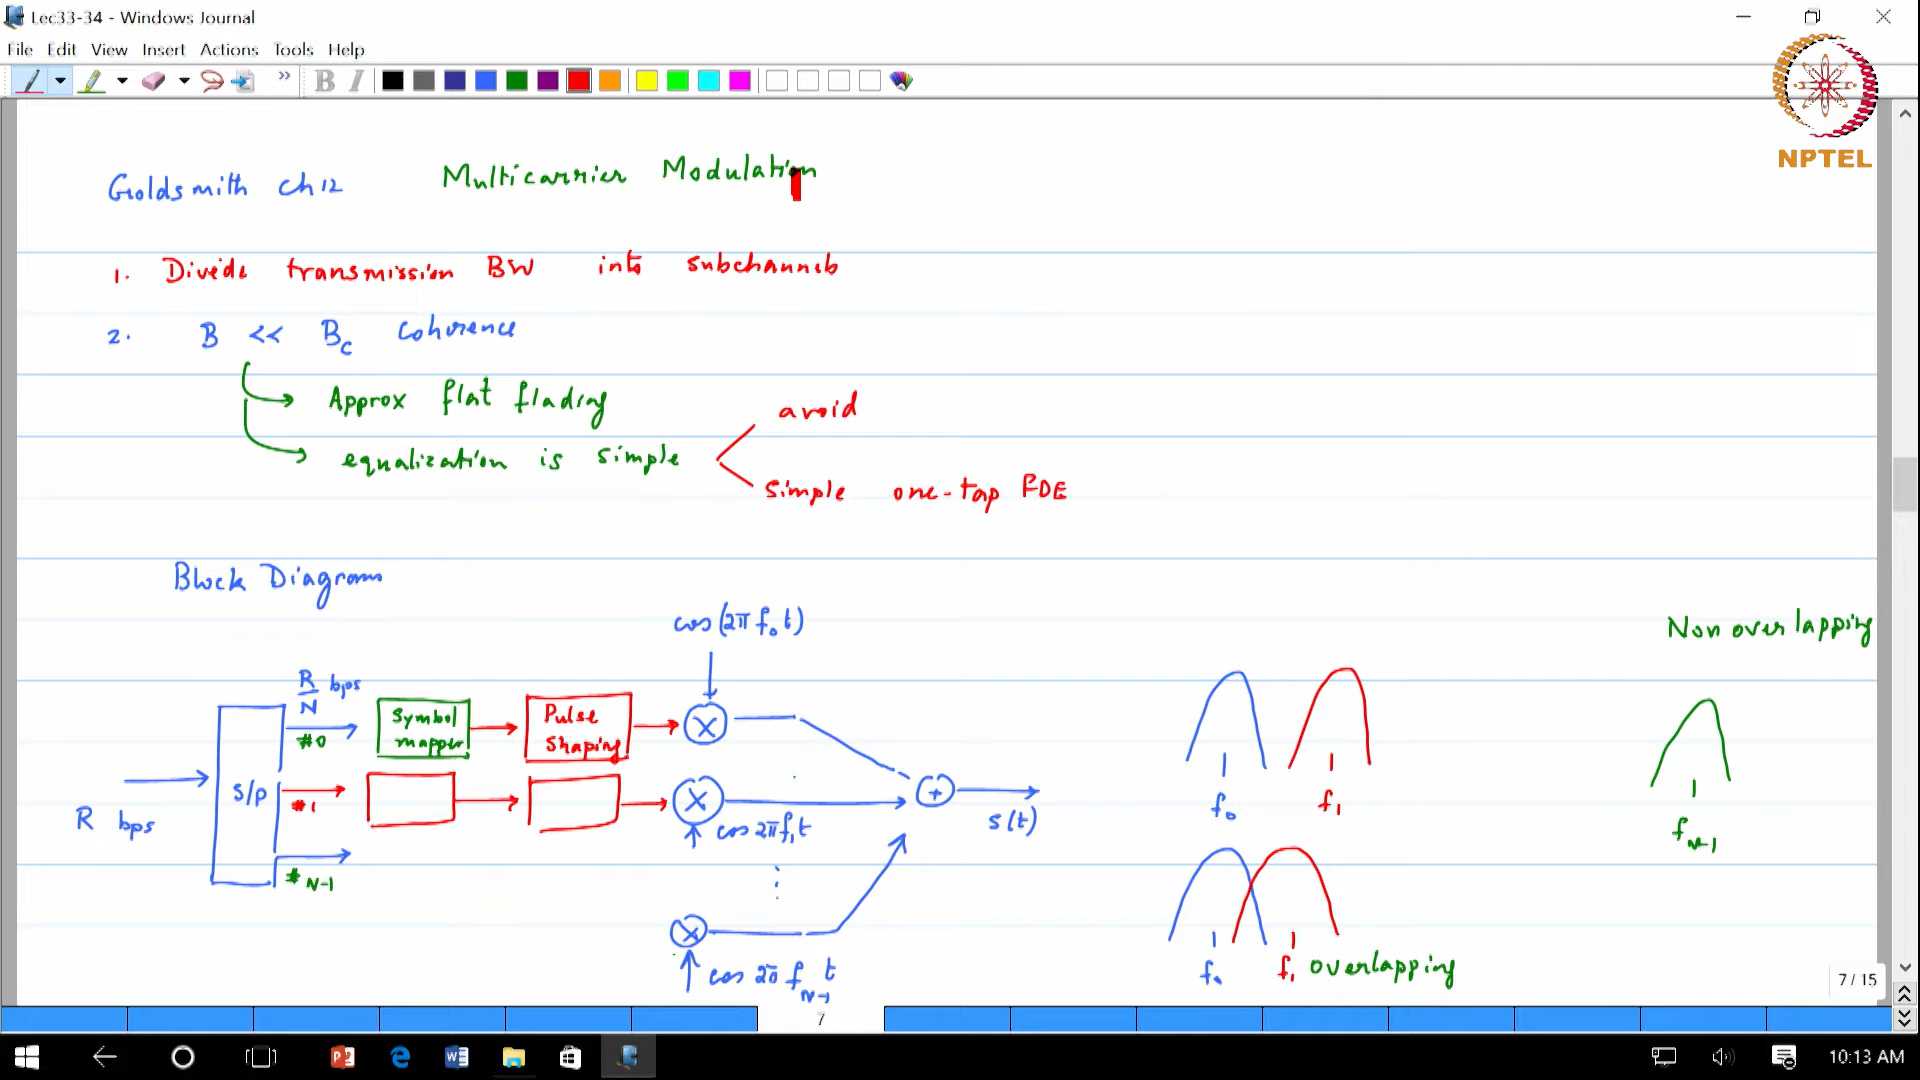 Lec33-34 - Windows Journal
File Edit View Insert Actions Tools Help
B I
NPTEL
Goldsmith ch 12 Multicarrier Modulation
1. Divide transmission BW into subchannels
2. B << Bc coherence
Approx flat flading
equalization is simple
avoid
simple one-tap FDE
Block Diagram
cos(2π f₀ t)
Non overlapping
R/N bps
#0
Symbol mapper
Pulse Shaping
X
R bps
S/P
#1
X
cos 2π f₁ t
+
s(t)
# N-1
X
cos 2π f_N-1 t
f₀ f₁ f_N-1
f₀ f₁ overlapping
7 / 15
7
10:13 AM